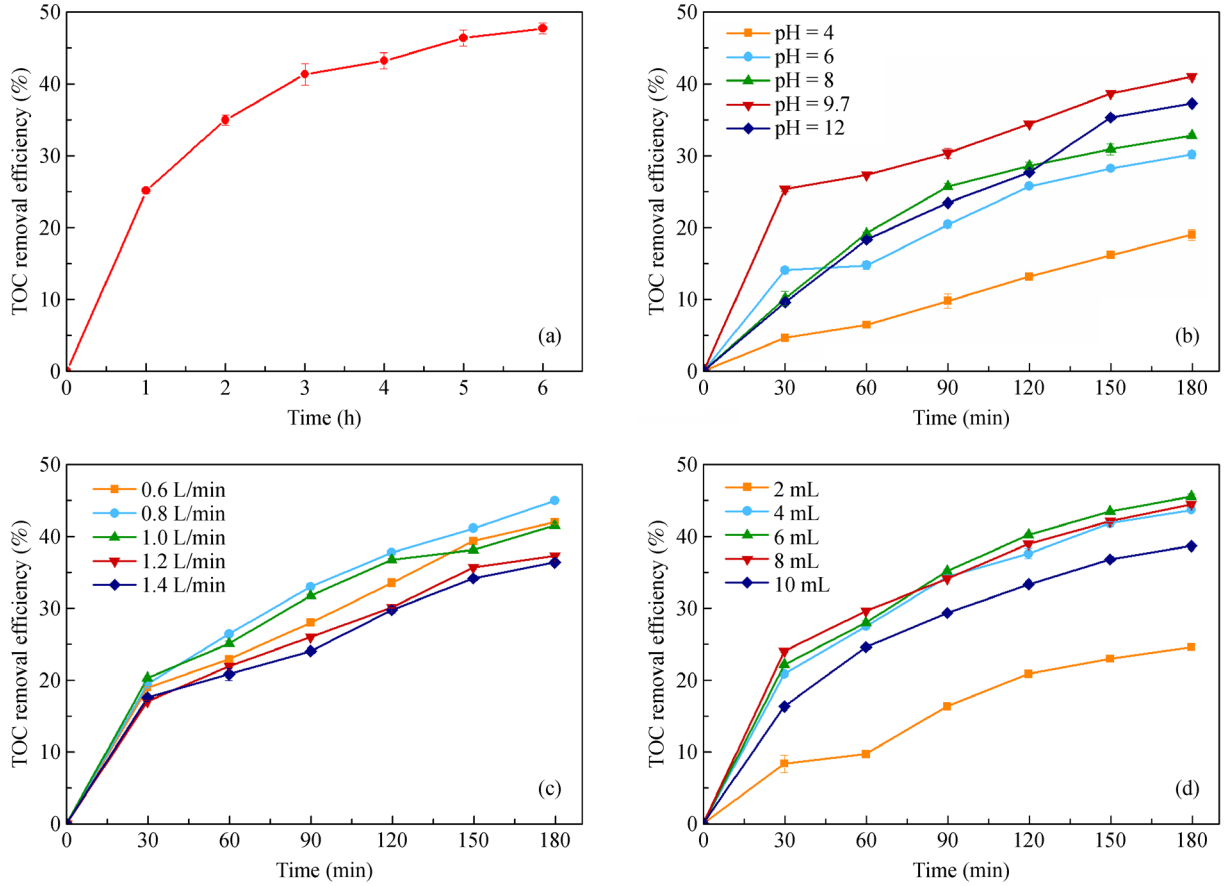 50
40
30
20
10
0
TOC removal efficiency (%)
(a)
0 1 2 3 4 5 6
Time (h)
50
40
30
20
10
0
TOC removal efficiency (%)
pH = 4
pH = 6
pH = 8
pH = 9.7
pH = 12
(b)
0 30 60 90 120 150 180
Time (min)
50
40
30
20
10
0
TOC removal efficiency (%)
0.6 L/min
0.8 L/min
1.0 L/min
1.2 L/min
1.4 L/min
(c)
0 30 60 90 120 150 180
Time (min)
50
40
30
20
10
0
TOC removal efficiency (%)
2 mL
4 mL
6 mL
8 mL
10 mL
(d)
0 30 60 90 120 150 180
Time (min)